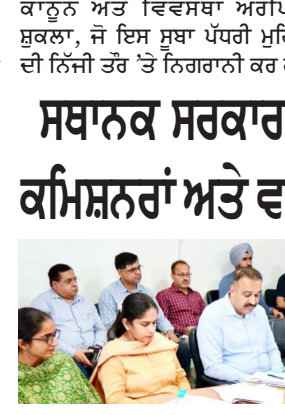 ਕਾਨੂੰਨ ਅਤੇ ਵਿਵਸਥਾ
ਸ਼ੁਕਲਾ, ਜੋ ਇਸ ਸੂਬਾ ਪੱਧਰੀ
ਦੀ ਨਿੱਜੀ ਤੌਰ ’ਤੇ ਨਿਗਰਾਨੀ ਕਰ
ਸਥਾਨਕ ਸਰਕਾਰ
ਕਮਿਸ਼ਨਰਾਂ ਅਤੇ ਵ